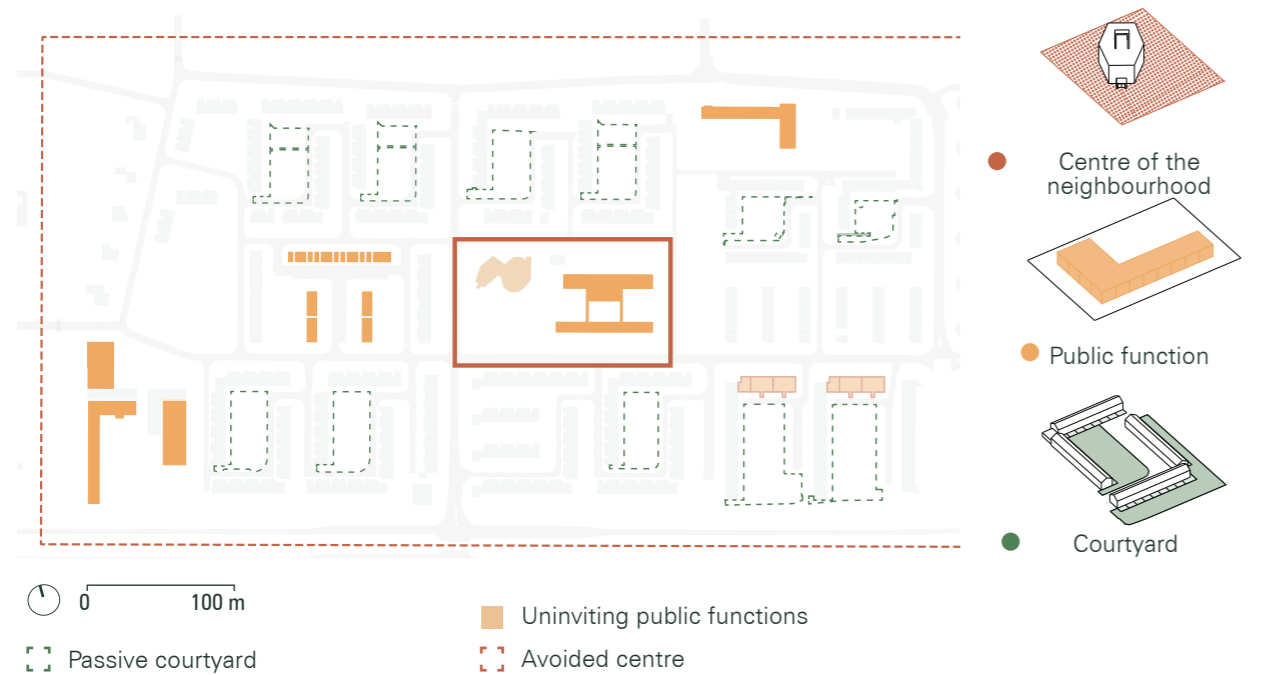 Centre of the
neighbourhood
Public function
Courtyard
0 100 m
Uninviting public functions
Passive courtyard
Avoided centre